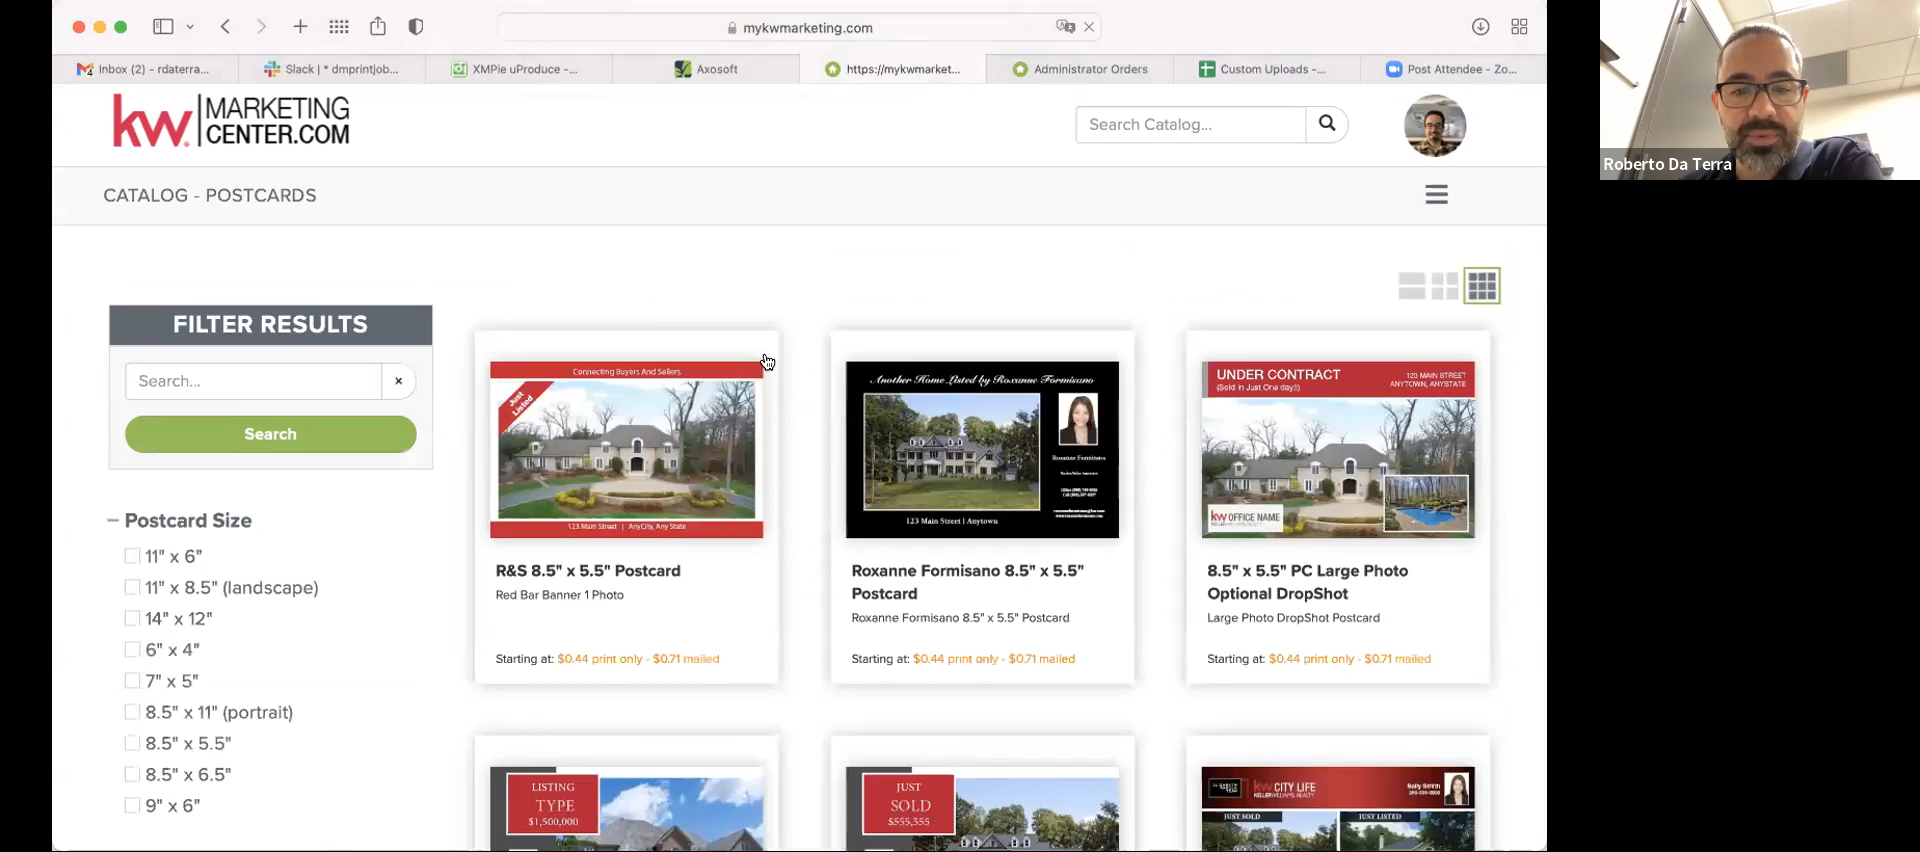 mykwmarketing.com
Inbox (2) - rdaterra...
Slack | * dmprintjob...
XMPie uProduce -...
Axosoft
https://mykwmarket...
Administrator Orders
Custom Uploads -...
Post Attendee - Zo...
kw MARKETING
CENTER.COM
Search Catalog...
Roberto Da Terra
CATALOG - POSTCARDS
FILTER RESULTS
Search...
×
Search
Postcard Size
11" x 6"
11" x 8.5" (landscape)
14" x 12"
6" x 4"
7" x 5"
8.5" x 11" (portrait)
8.5" x 5.5"
8.5" x 6.5"
9" x 6"
Connecting Buyers And Sellers
Just
Listed
123 Main Street | AnyCity, Any State
R&S 8.5" x 5.5" Postcard
Red Bar Banner 1 Photo
Starting at: $0.44 print only - $0.71 mailed
Another Home Listed by Roxanne Formisano
Roxanne Formisano
123 Main Street | Anytown
Roxanne Formisano 8.5" x 5.5"
Postcard
Roxanne Formisano 8.5" x 5.5" Postcard
Starting at: $0.44 print only - $0.71 mailed
UNDER CONTRACT
(Sold in Just One day!!)
123 MAIN STREET
ANYTOWN, ANYSTATE
kw OFFICE NAME
8.5" x 5.5" PC Large Photo
Optional DropShot
Large Photo DropShot Postcard
Starting at: $0.44 print only - $0.71 mailed
LISTING
TYPE
$1,500,000
JUST
SOLD
$555,555
kw CITY LIFE
KELLERWILLIAMS. REALTY
Sally Smith
JUST SOLD
JUST LISTED